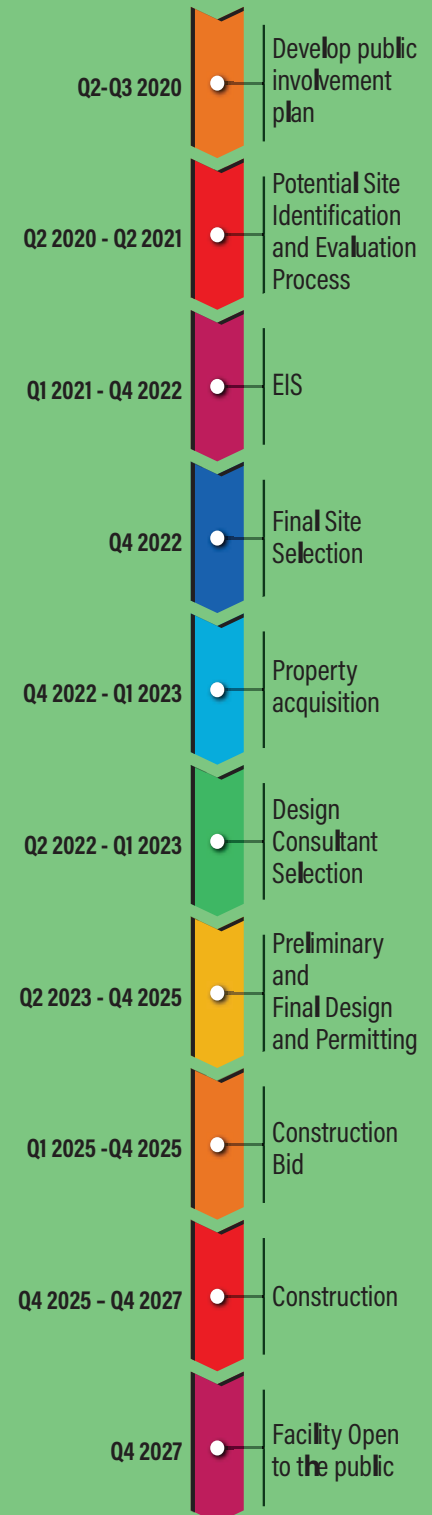 Q2-Q3 2020
Develop public
involvement
plan
Q2 2020 - Q2 2021
Potential Site
Identification
and Evaluation
Process
Q1 2021 - Q4 2022
EIS
Q4 2022
Final Site
Selection
Q4 2022 - Q1 2023
Property
acquisition
Q2 2022 - Q1 2023
Design
Consultant
Selection
Q2 2023 - Q4 2025
Preliminary
and
Final Design
and Permitting
Q1 2025 -Q4 2025
Construction
Bid
Q4 2025 – Q4 2027
Construction
Q4 2027
Facility Open
to the public